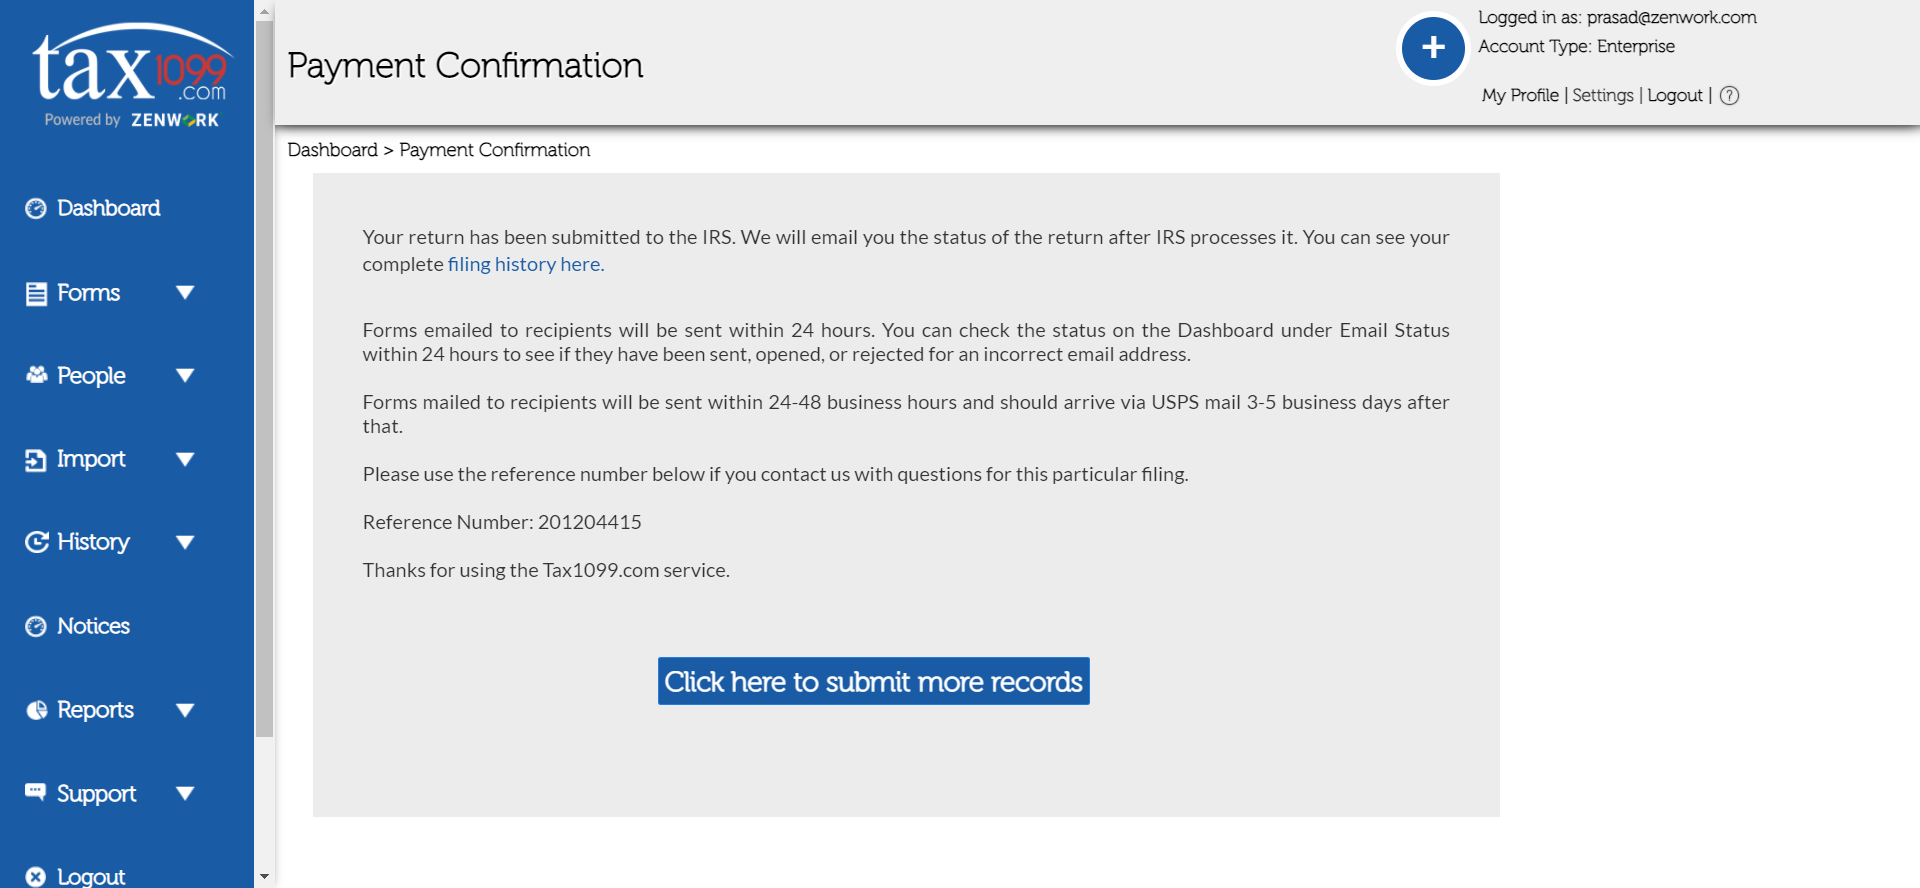 tax1099
.com
Powered by ZENWORK
Dashboard
Forms
People
Import
History
Notices
Reports
Support
Logout
Payment Confirmation
+
Logged in as: prasad@zenwork.com
Account Type: Enterprise
My Profile | Settings | Logout | ?
Dashboard > Payment Confirmation
Your return has been submitted to the IRS. We will email you the status of the return after IRS processes it. You can see your
complete filing history here.
Forms emailed to recipients will be sent within 24 hours. You can check the status on the Dashboard under Email Status
within 24 hours to see if they have been sent, opened, or rejected for an incorrect email address.
Forms mailed to recipients will be sent within 24-48 business hours and should arrive via USPS mail 3-5 business days after
that.
Please use the reference number below if you contact us with questions for this particular filing.
Reference Number: 201204415
Thanks for using the Tax1099.com service.
Click here to submit more records